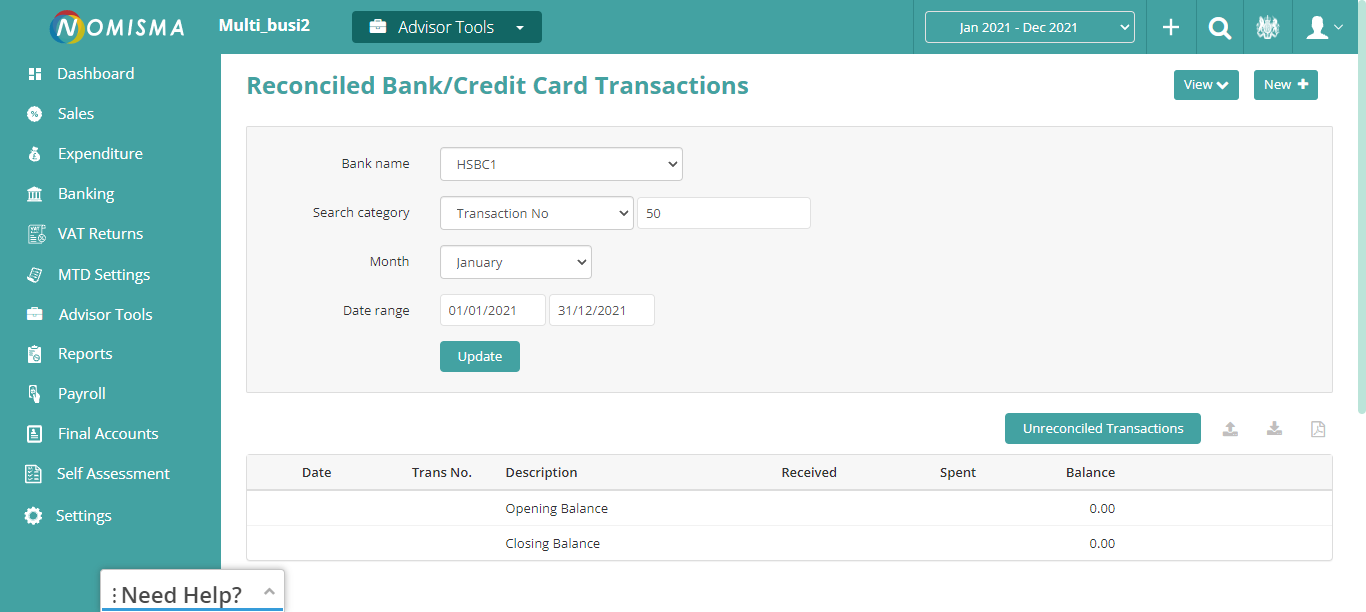 NOMISMA Multi_busi2 Advisor Tools Jan 2021 - Dec 2021
Dashboard
Sales
Expenditure
Banking
VAT Returns
MTD Settings
Advisor Tools
Reports
Payroll
Final Accounts
Self Assessment
Settings
Reconciled Bank/Credit Card Transactions View New
Bank name HSBC1
Search category Transaction No 50
Month January
Date range 01/01/2021 31/12/2021
Update
Unreconciled Transactions
Date Trans No. Description Received Spent Balance
Opening Balance 0.00
Closing Balance 0.00
Need Help?